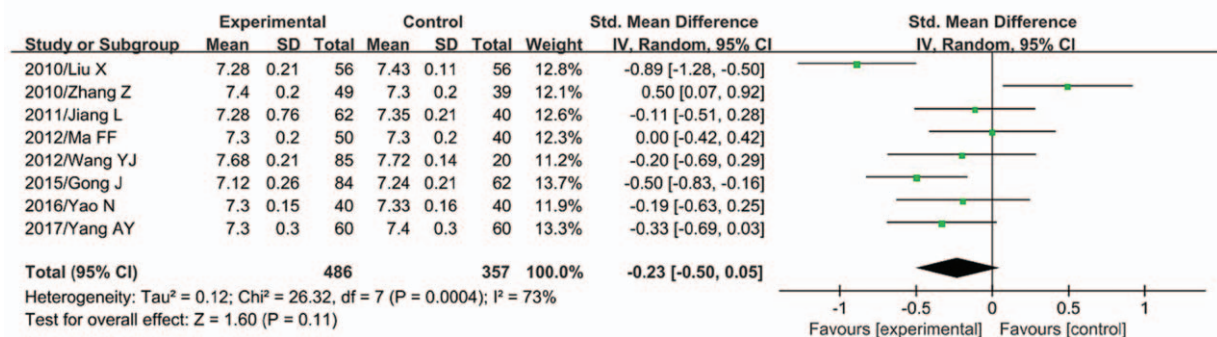 Experimental Control Std. Mean Difference Std. Mean Difference
Study or Subgroup Mean SD Total Mean SD Total Weight IV, Random, 95% CI IV, Random, 95% CI
2010/Liu X 7.28 0.21 56 7.43 0.11 56 12.8% -0.89 [-1.28, -0.50]
2010/Zhang Z 7.4 0.2 49 7.3 0.2 39 12.1% 0.50 [0.07, 0.92]
2011/Jiang L 7.28 0.76 62 7.35 0.21 40 12.6% -0.11 [-0.51, 0.28]
2012/Ma FF 7.3 0.2 50 7.3 0.2 40 12.3% 0.00 [-0.42, 0.42]
2012/Wang YJ 7.68 0.21 85 7.72 0.14 20 11.2% -0.20 [-0.69, 0.29]
2015/Gong J 7.12 0.26 84 7.24 0.21 62 13.7% -0.50 [-0.83, -0.16]
2016/Yao N 7.3 0.15 40 7.33 0.16 40 11.9% -0.19 [-0.63, 0.25]
2017/Yang AY 7.3 0.3 60 7.4 0.3 60 13.3% -0.33 [-0.69, 0.03]
Total (95% CI) 486 357 100.0% -0.23 [-0.50, 0.05]
Heterogeneity: Tau² = 0.12; Chi² = 26.32, df = 7 (P = 0.0004); I² = 73%
Test for overall effect: Z = 1.60 (P = 0.11)
-1 -0.5 0 0.5 1
Favours [experimental] Favours [control]